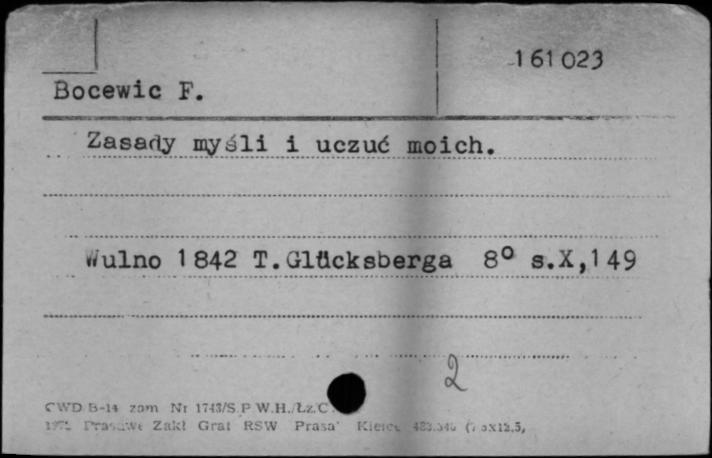 161023
Bocewic F.
Zasady myśli i uczuć moich.
Wulno 1842 T.Glücksberga 8° s.X,149
2
CWD B-14 zam Nr 1743/S P W.H./Łz.C
Zakł Graf RSW Prasa